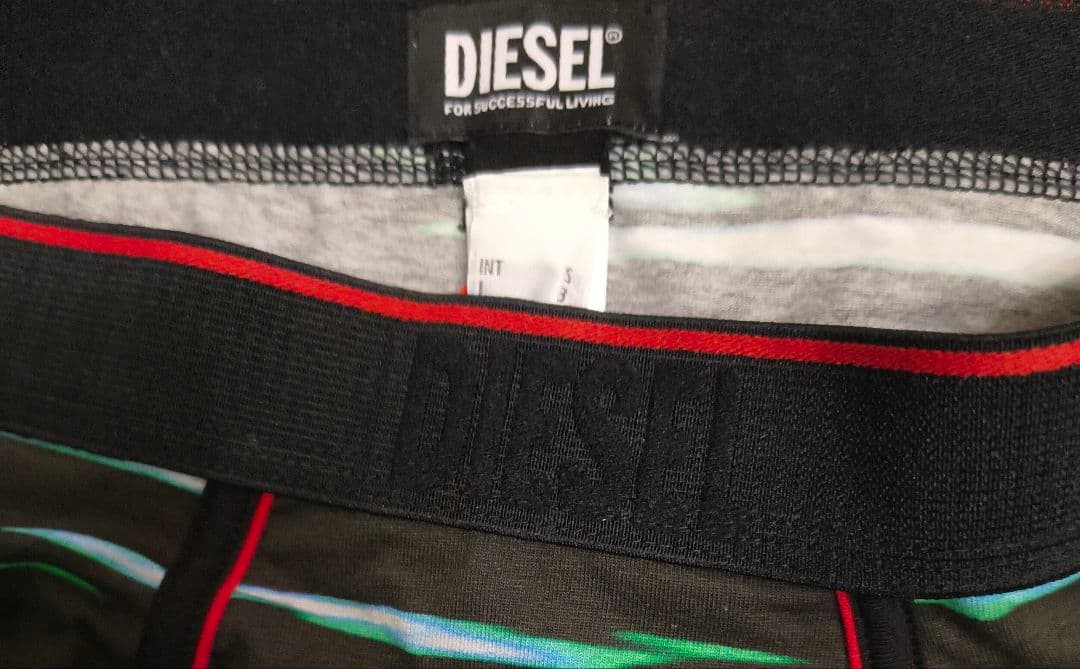 DIESEL®
FOR SUCCESSFUL LIVING
INT S
DIESEL